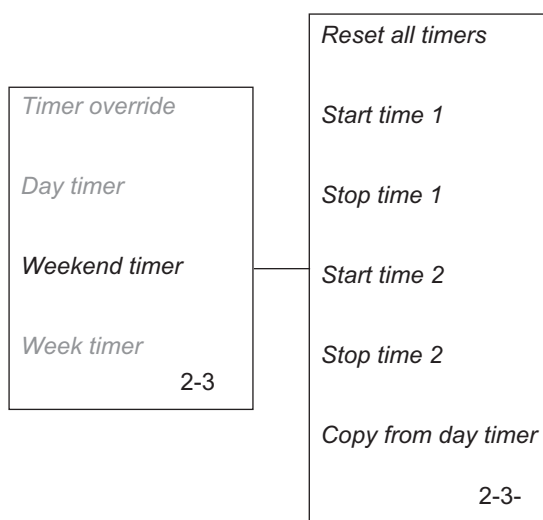 Timer override
Day timer
Weekend timer
Week timer
2-3
Reset all timers
Start time 1
Stop time 1
Start time 2
Stop time 2
Copy from day timer
2-3-